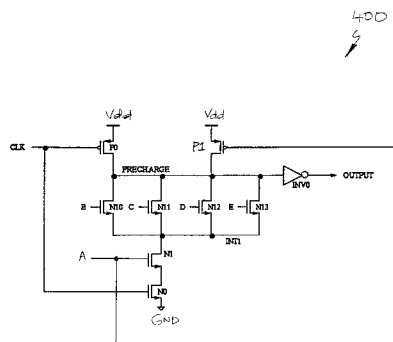 400
Vdd Vdd
P0 P1
CLK
PRECHARGE
INV0 OUTPUT
B N10 C N11 D N12 E N13
INT1
A N1
N0
GND